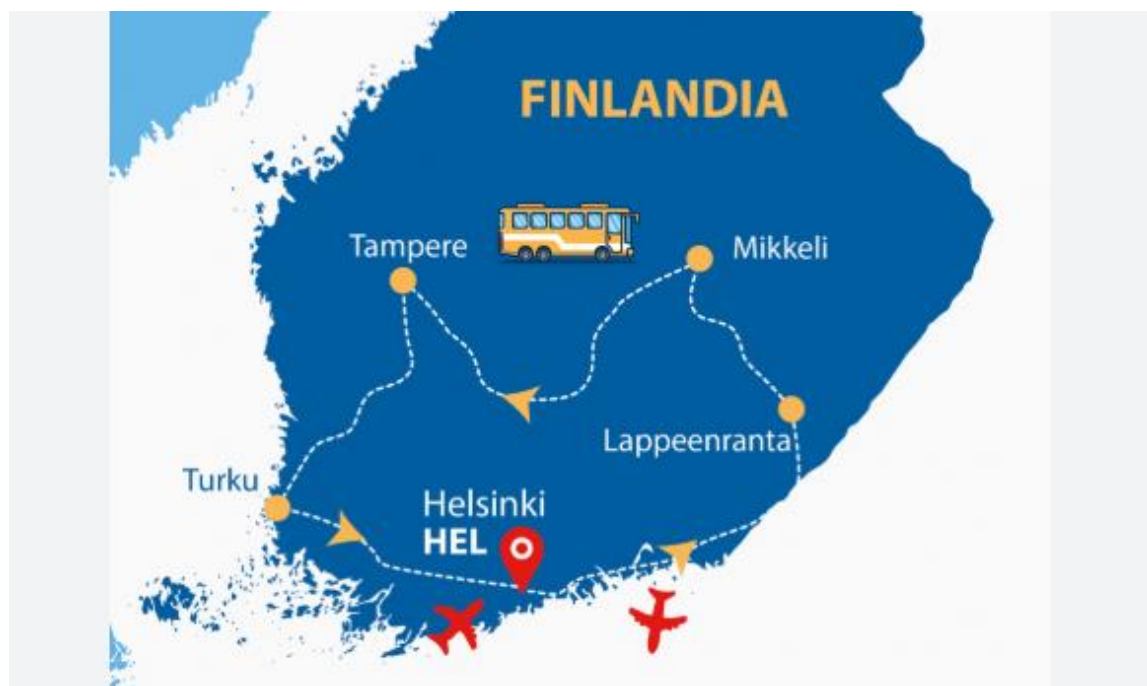 FINLANDIA
Tampere
Mikkeli
Lappeenranta
Turku
Helsinki
HEL